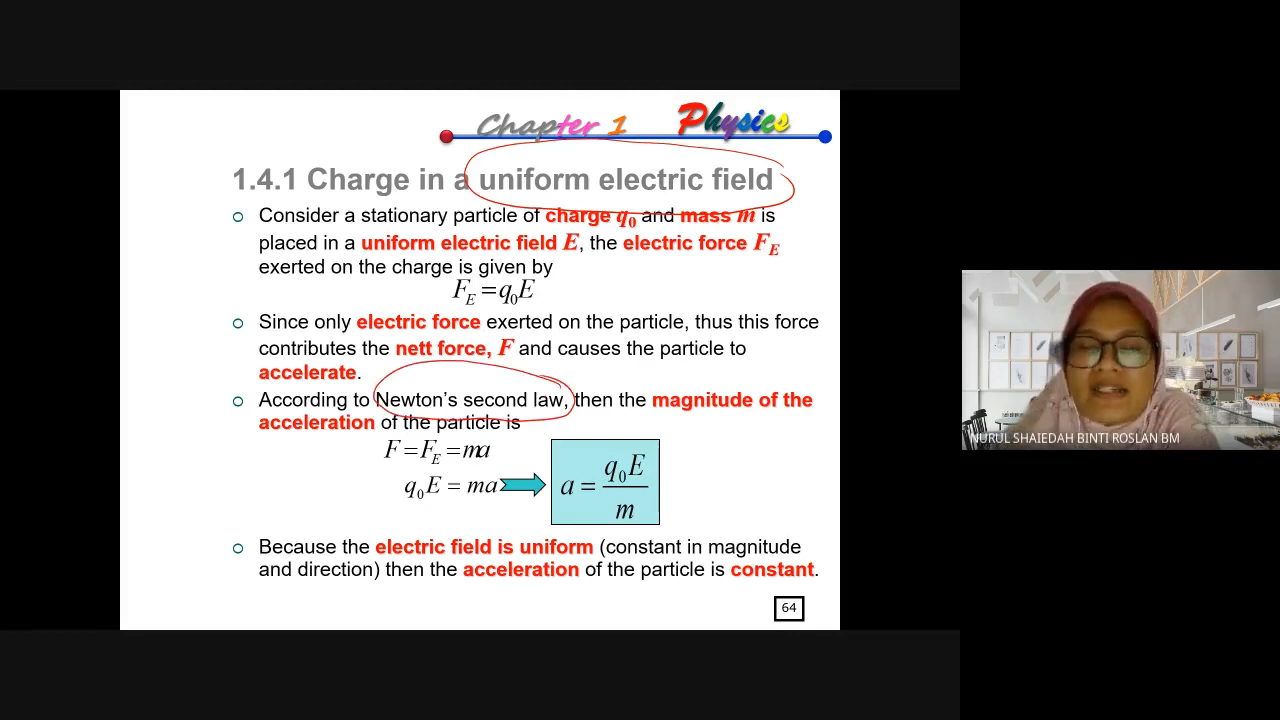 Chapter 1 Physics
1.4.1 Charge in a uniform electric field
Consider a stationary particle of charge q₀ and mass m is
placed in a uniform electric field E, the electric force F_E
exerted on the charge is given by
F_E = q₀E
Since only electric force exerted on the particle, thus this force
contributes the nett force, F and causes the particle to
accelerate.
According to Newton's second law, then the magnitude of the
acceleration of the particle is
F = F_E = ma
q₀E = ma
a = q₀E / m
Because the electric field is uniform (constant in magnitude
and direction) then the acceleration of the particle is constant.
64
NURUL SHAIEDAH BINTI ROSLAN BM